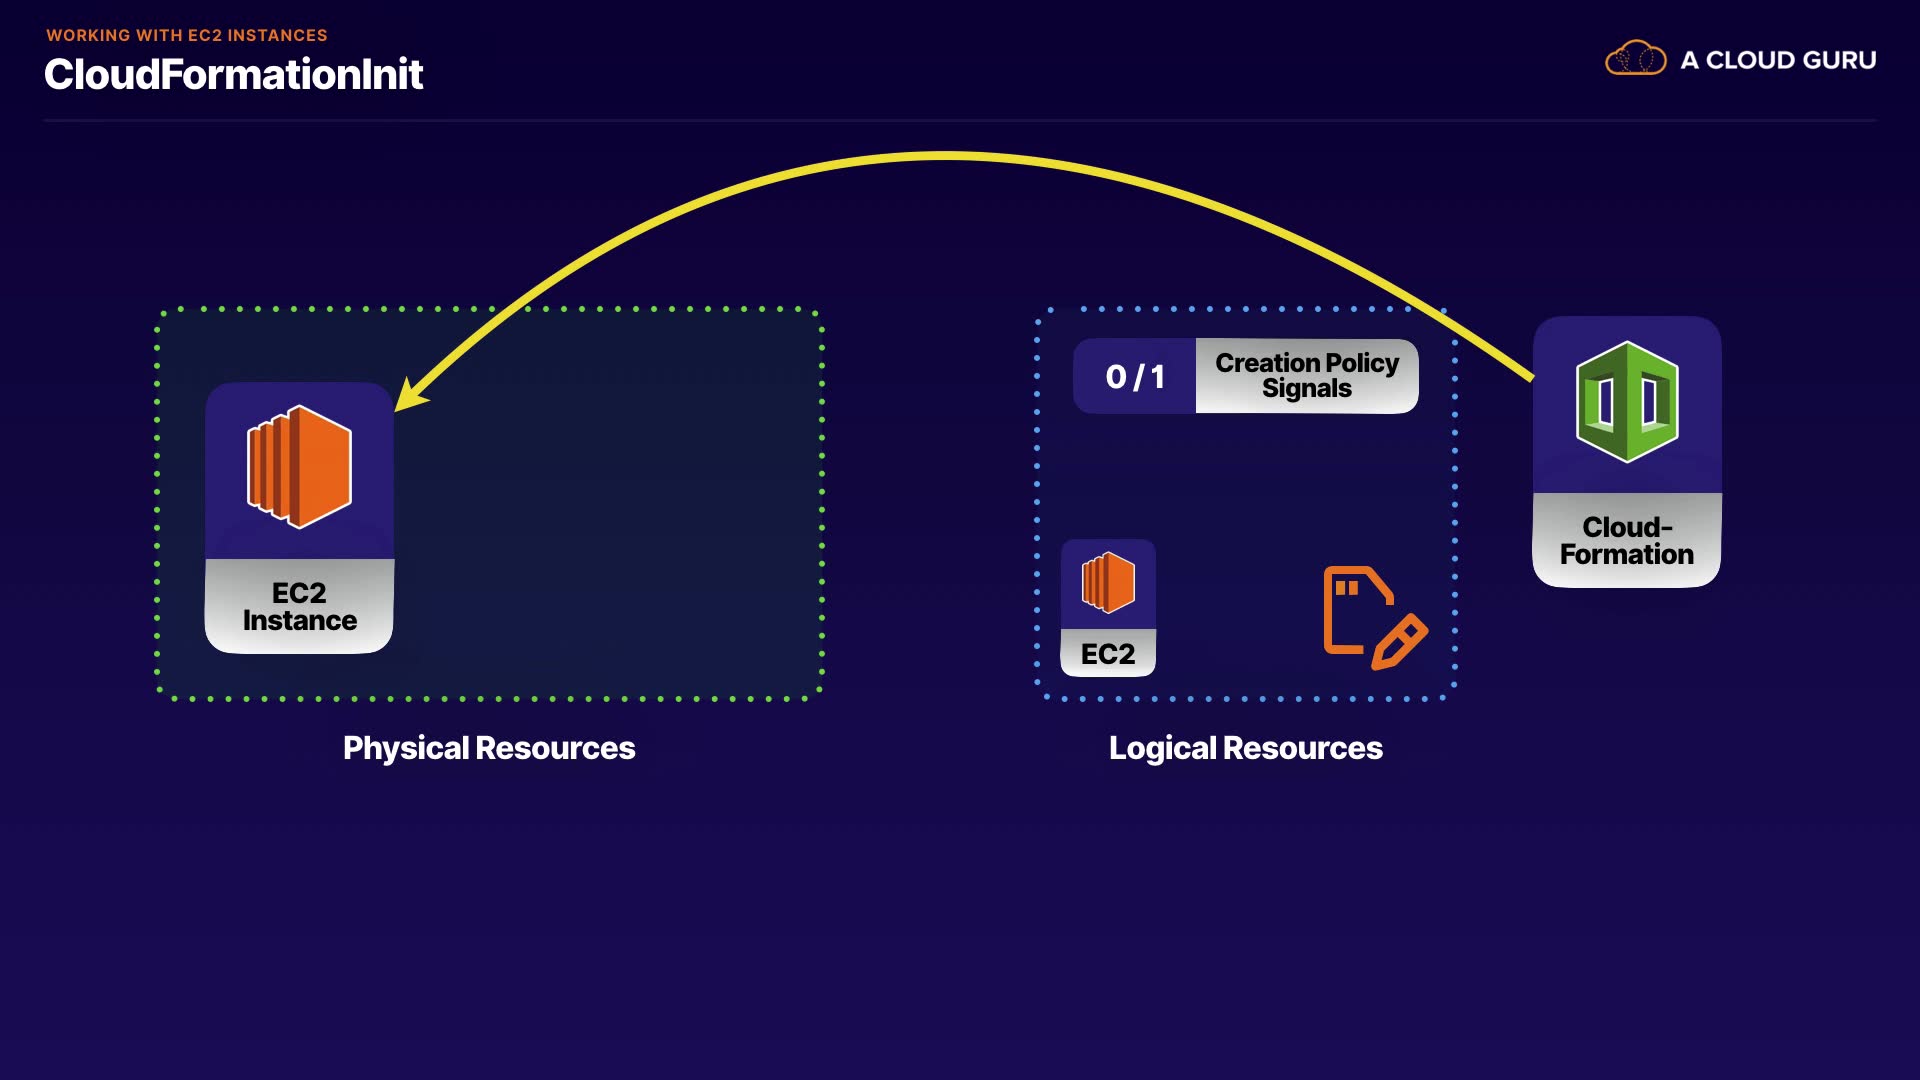 WORKING WITH EC2 INSTANCES
CloudFormationInit
A CLOUD GURU
0 / 1
Creation Policy
Signals
EC2
Instance
EC2
Cloud-
Formation
Physical Resources
Logical Resources